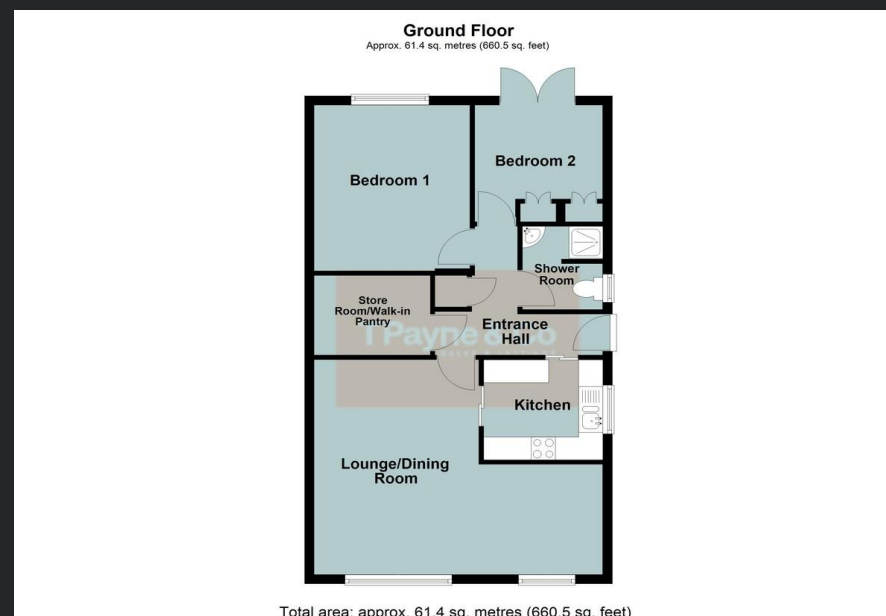 Ground Floor
Approx. 61.4 sq. metres (660.5 sq. feet)
Bedroom 1
Bedroom 2
Shower
Room
Store
Room/Walk-in
Pantry
Entrance
Hall
Payne & Co
Kitchen
Lounge/Dining
Room
Total area: approx. 61.4 sq. metres (660.5 sq. feet)